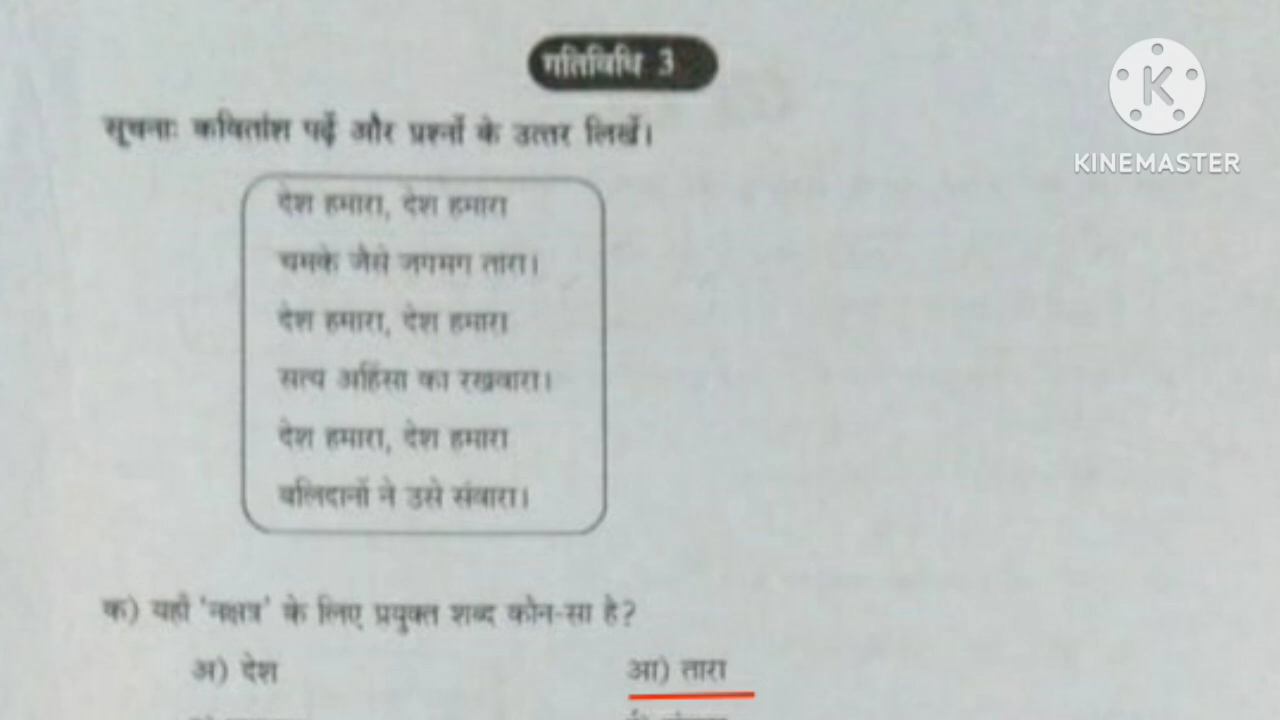 गतिविधि 3
KINEMASTER
सूचनाः कवितांश पढ़ें और प्रश्नों के उत्तर लिखें।
देश हमारा, देश हमारा
चमके जैसे जगमग तारा।
देश हमारा, देश हमारा
सत्य अहिंसा का रखवारा।
देश हमारा, देश हमारा
बलिदानों ने उसे संवारा।
क) यहाँ 'नक्षत्र' के लिए प्रयुक्त शब्द कौन-सा है?
अ) देश आ) तारा